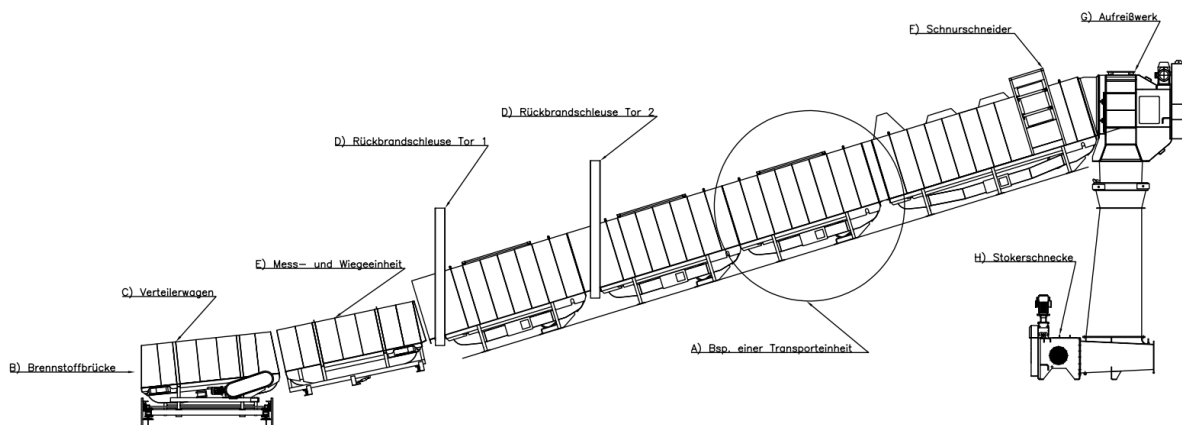 G) Aufreißwerk
F) Schnurschneider
D) Rückbrandschleuse Tor 2
D) Rückbrandschleuse Tor 1
E) Mess- und Wiegeeinheit
H) Stokerschnecke
C) Verteilerwagen
A) Bsp. einer Transporteinheit
B) Brennstoffbrücke